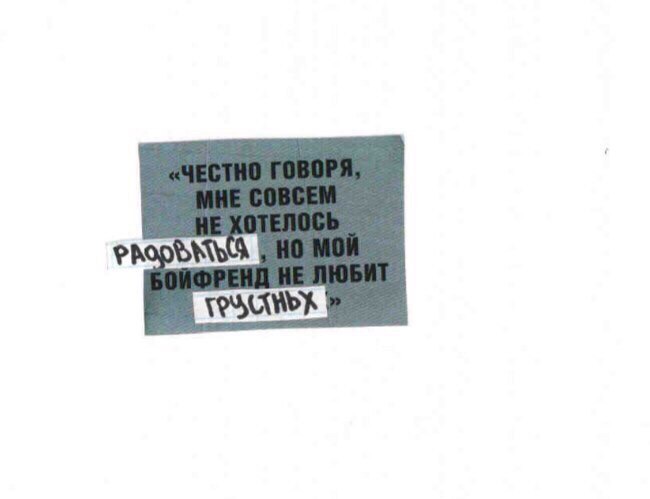 «ЧЕСТНО ГОВОРЯ,
МНЕ СОВСЕМ
НЕ ХОТЕЛОСЬ
РАДОВАТЬСЯ, НО МОЙ
БОЙФРЕНД НЕ ЛЮБИТ
ГРУСТНЫХ»